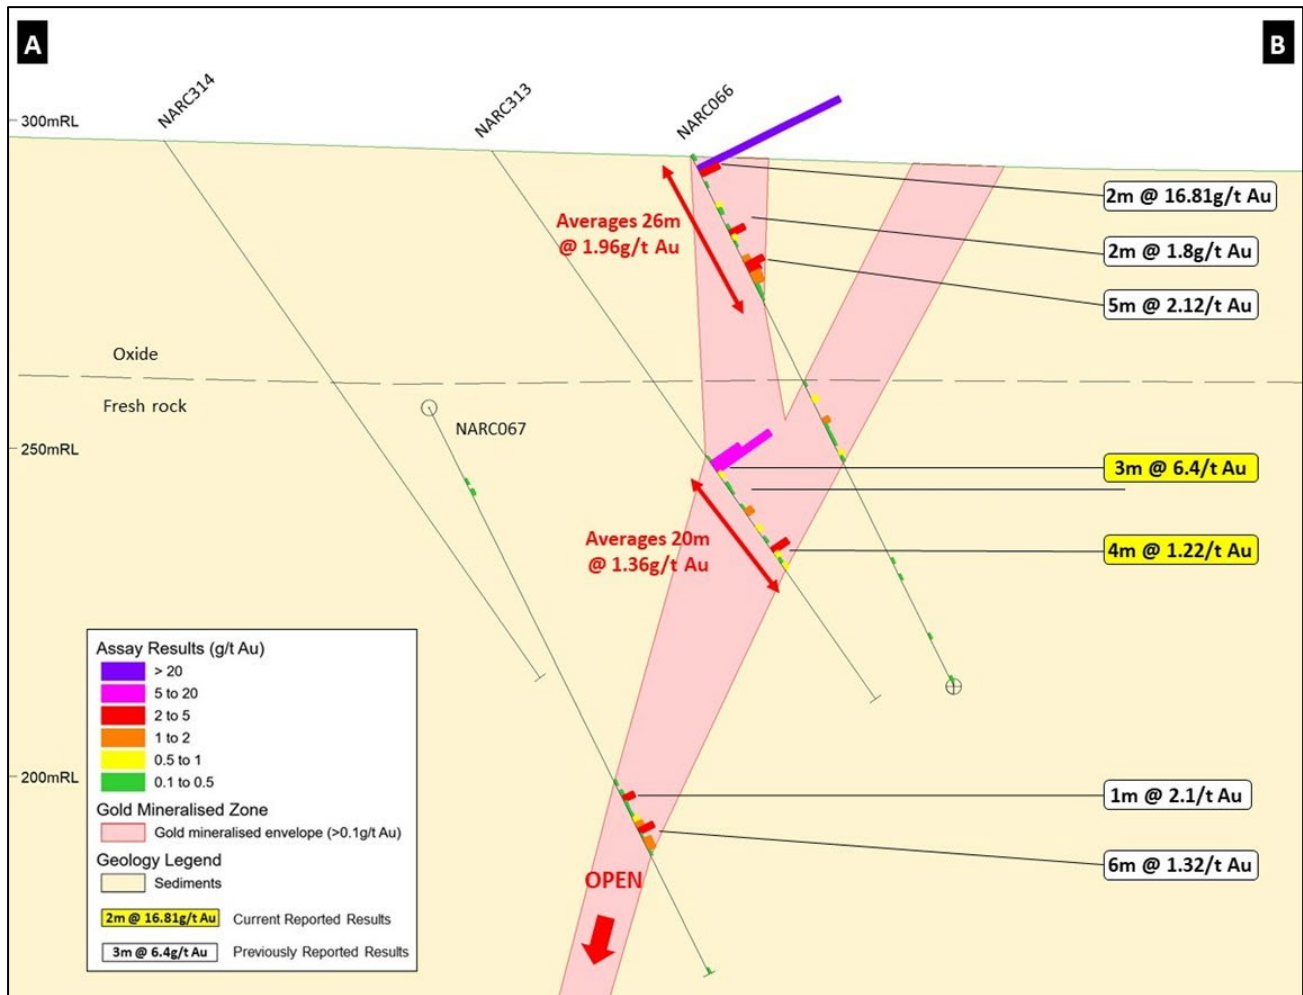 A
B
NARC314
NARC313
NARC066
300mRL
2m @ 16.81g/t Au
Averages 26m
@ 1.96g/t Au
2m @ 1.8g/t Au
5m @ 2.12/t Au
Oxide
Fresh rock
NARC067
250mRL
3m @ 6.4/t Au
Averages 20m
@ 1.36g/t Au
4m @ 1.22/t Au
200mRL
1m @ 2.1/t Au
6m @ 1.32/t Au
OPEN
Assay Results (g/t Au)
> 20
5 to 20
2 to 5
1 to 2
0.5 to 1
0.1 to 0.5
Gold Mineralised Zone
Gold mineralised envelope (>0.1g/t Au)
Geology Legend
Sediments
2m @ 16.81g/t Au Current Reported Results
3m @ 6.4g/t Au Previously Reported Results